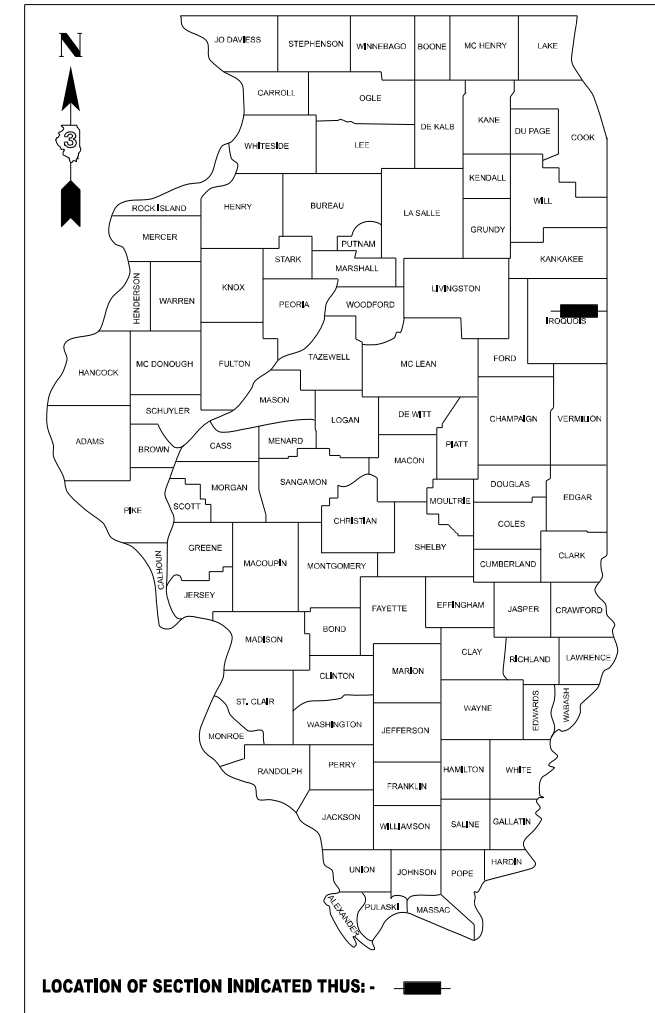 N
3
JO DAVIESS
STEPHENSON
WINNEBAGO
BOONE
MC HENRY
LAKE
CARROLL
OGLE
DE KALB
KANE
DU PAGE
COOK
WHITESIDE
LEE
KENDALL
WILL
ROCK ISLAND
HENRY
BUREAU
LA SALLE
GRUNDY
MERCER
PUTNAM
KANKAKEE
STARK
MARSHALL
HENDERSON
WARREN
KNOX
PEORIA
WOODFORD
LIVINGSTON
IROQUOIS
HANCOCK
MC DONOUGH
FULTON
TAZEWELL
MC LEAN
FORD
MASON
SCHUYLER
LOGAN
DE WITT
CHAMPAIGN
VERMILION
ADAMS
BROWN
CASS
MENARD
PIATT
MACON
PIKE
SCOTT
MORGAN
SANGAMON
MOULTRIE
DOUGLAS
EDGAR
CHRISTIAN
COLES
CALHOUN
GREENE
MACOUPIN
MONTGOMERY
SHELBY
CUMBERLAND
CLARK
JERSEY
FAYETTE
EFFINGHAM
JASPER
CRAWFORD
MADISON
BOND
CLAY
RICHLAND
LAWRENCE
CLINTON
MARION
ST. CLAIR
WAYNE
EDWARDS
WABASH
WASHINGTON
JEFFERSON
MONROE
RANDOLPH
PERRY
HAMILTON
WHITE
FRANKLIN
JACKSON
WILLIAMSON
SALINE
GALLATIN
UNION
JOHNSON
POPE
HARDIN
ALEXANDER
PULASKI
MASSAC
LOCATION OF SECTION INDICATED THUS: -